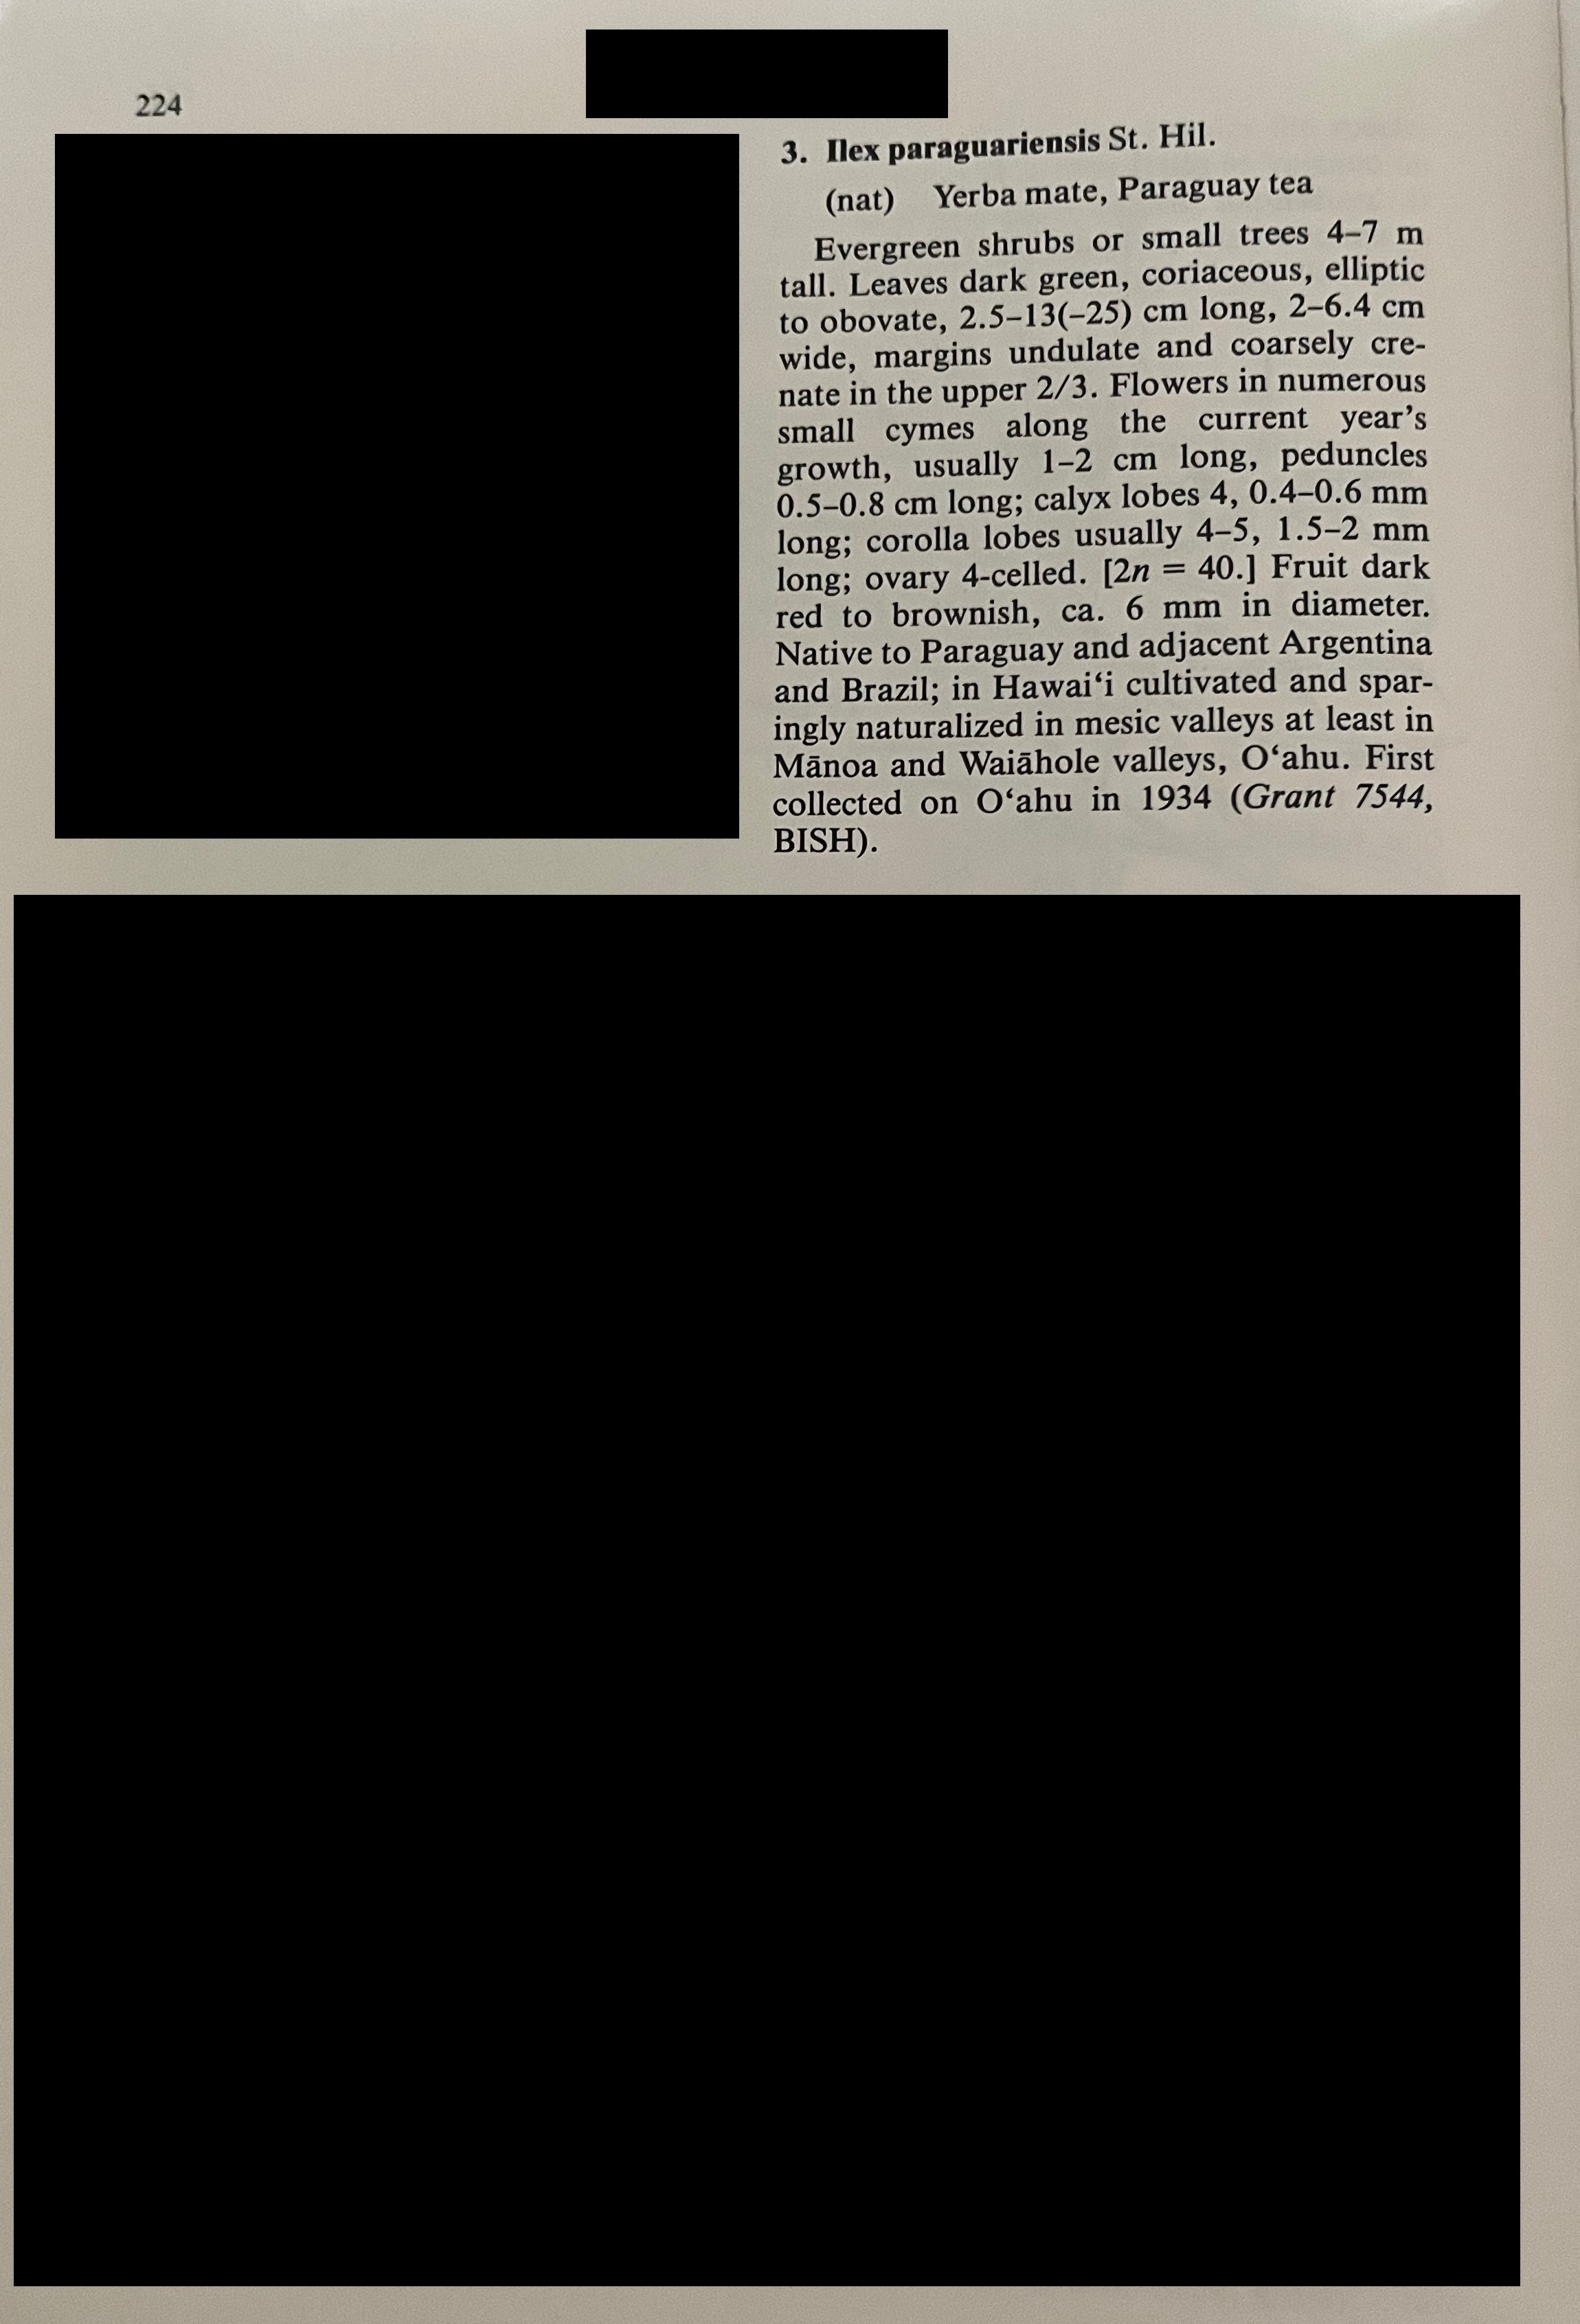 224
3. Ilex paraguariensis St. Hil.
(nat) Yerba mate, Paraguay tea
Evergreen shrubs or small trees 4–7 m
tall. Leaves dark green, coriaceous, elliptic
to obovate, 2.5–13(–25) cm long, 2–6.4 cm
wide, margins undulate and coarsely cre-
nate in the upper 2/3. Flowers in numerous
small cymes along the current year’s
growth, usually 1–2 cm long, peduncles
0.5–0.8 cm long; calyx lobes 4, 0.4–0.6 mm
long; corolla lobes usually 4–5, 1.5–2 mm
long; ovary 4-celled. [2n = 40.] Fruit dark
red to brownish, ca. 6 mm in diameter.
Native to Paraguay and adjacent Argentina
and Brazil; in Hawai‘i cultivated and spar-
ingly naturalized in mesic valleys at least in
Mānoa and Waiāhole valleys, O‘ahu. First
collected on O‘ahu in 1934 (Grant 7544,
BISH).